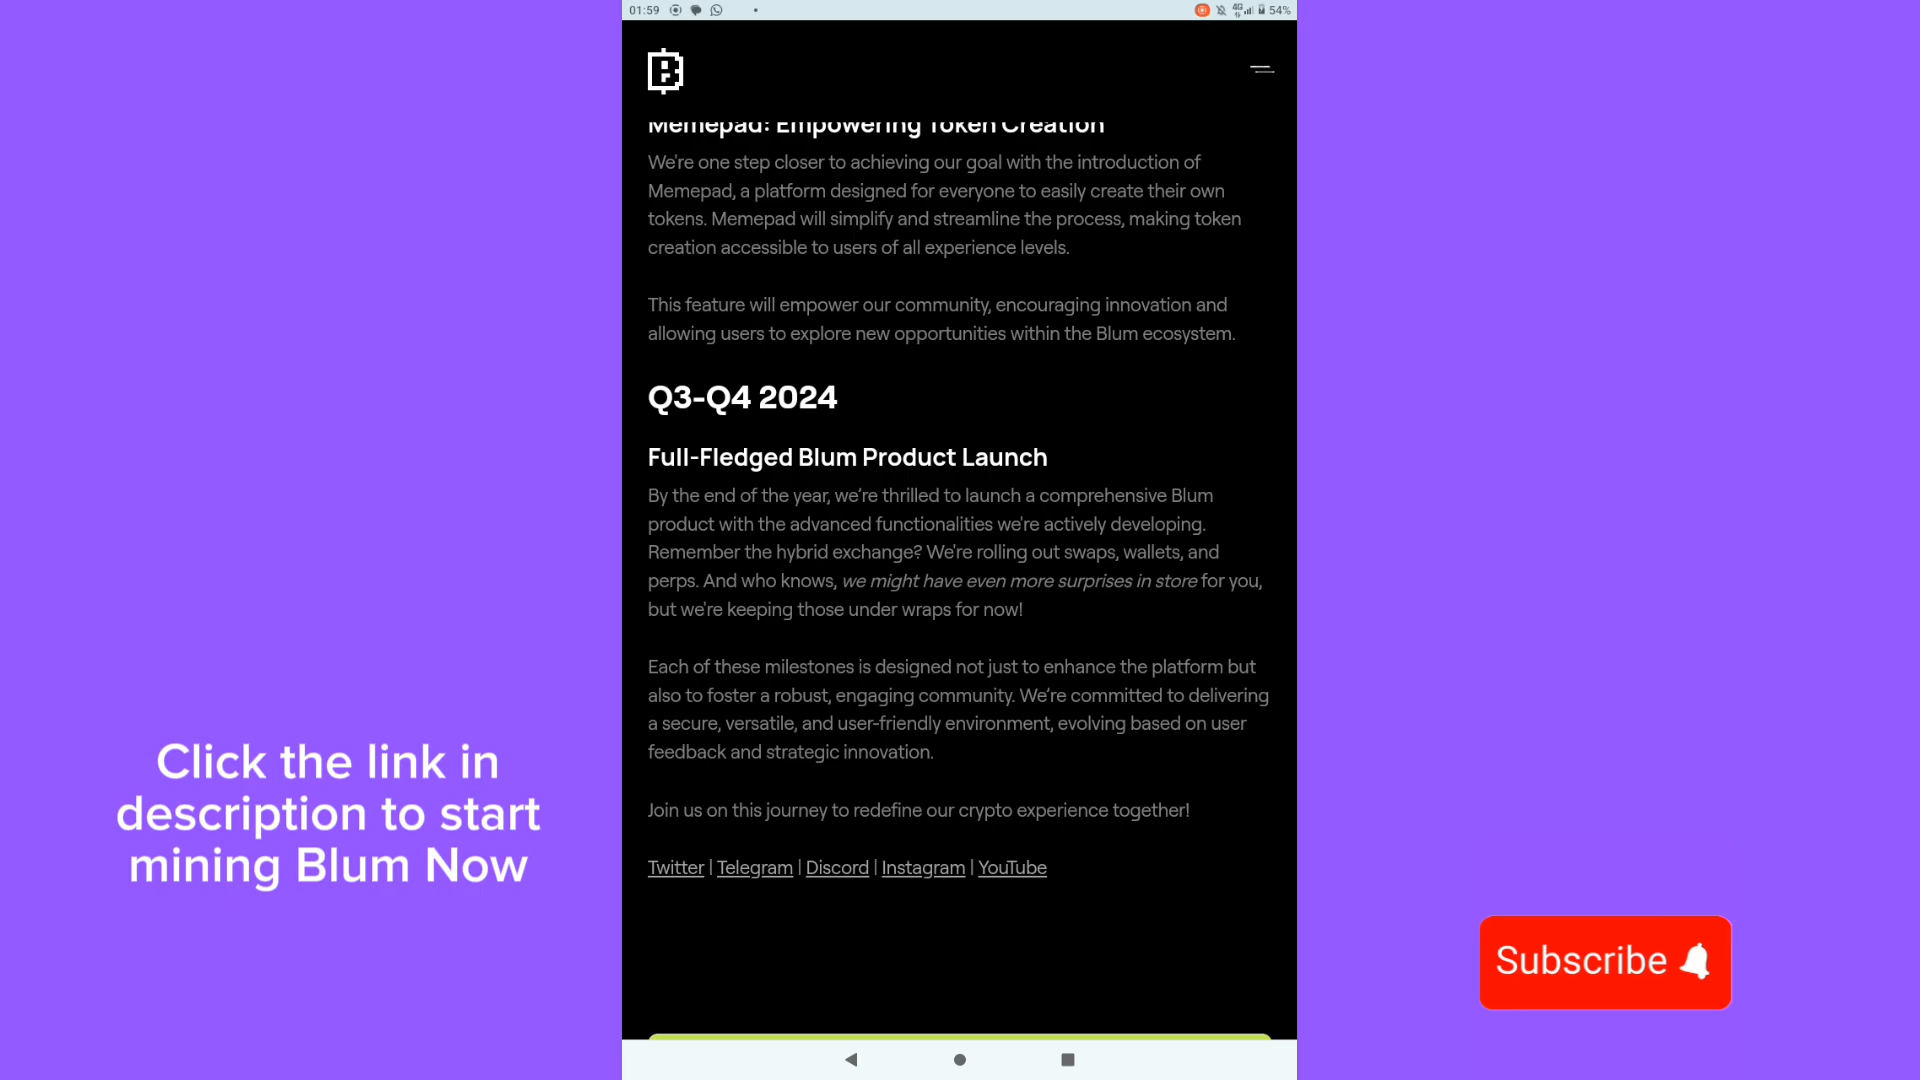 01:59
4G
54%
Memepad: Empowering Token Creation
We're one step closer to achieving our goal with the introduction of
Memepad, a platform designed for everyone to easily create their own
tokens. Memepad will simplify and streamline the process, making token
creation accessible to users of all experience levels.
This feature will empower our community, encouraging innovation and
allowing users to explore new opportunities within the Blum ecosystem.
Q3-Q4 2024
Full-Fledged Blum Product Launch
By the end of the year, we’re thrilled to launch a comprehensive Blum
product with the advanced functionalities we're actively developing.
Remember the hybrid exchange? We're rolling out swaps, wallets, and
perps. And who knows, we might have even more surprises in store for you,
but we're keeping those under wraps for now!
Each of these milestones is designed not just to enhance the platform but
also to foster a robust, engaging community. We’re committed to delivering
a secure, versatile, and user-friendly environment, evolving based on user
feedback and strategic innovation.
Join us on this journey to redefine our crypto experience together!
Twitter | Telegram | Discord | Instagram | YouTube
Click the link in
description to start
mining Blum Now
Subscribe